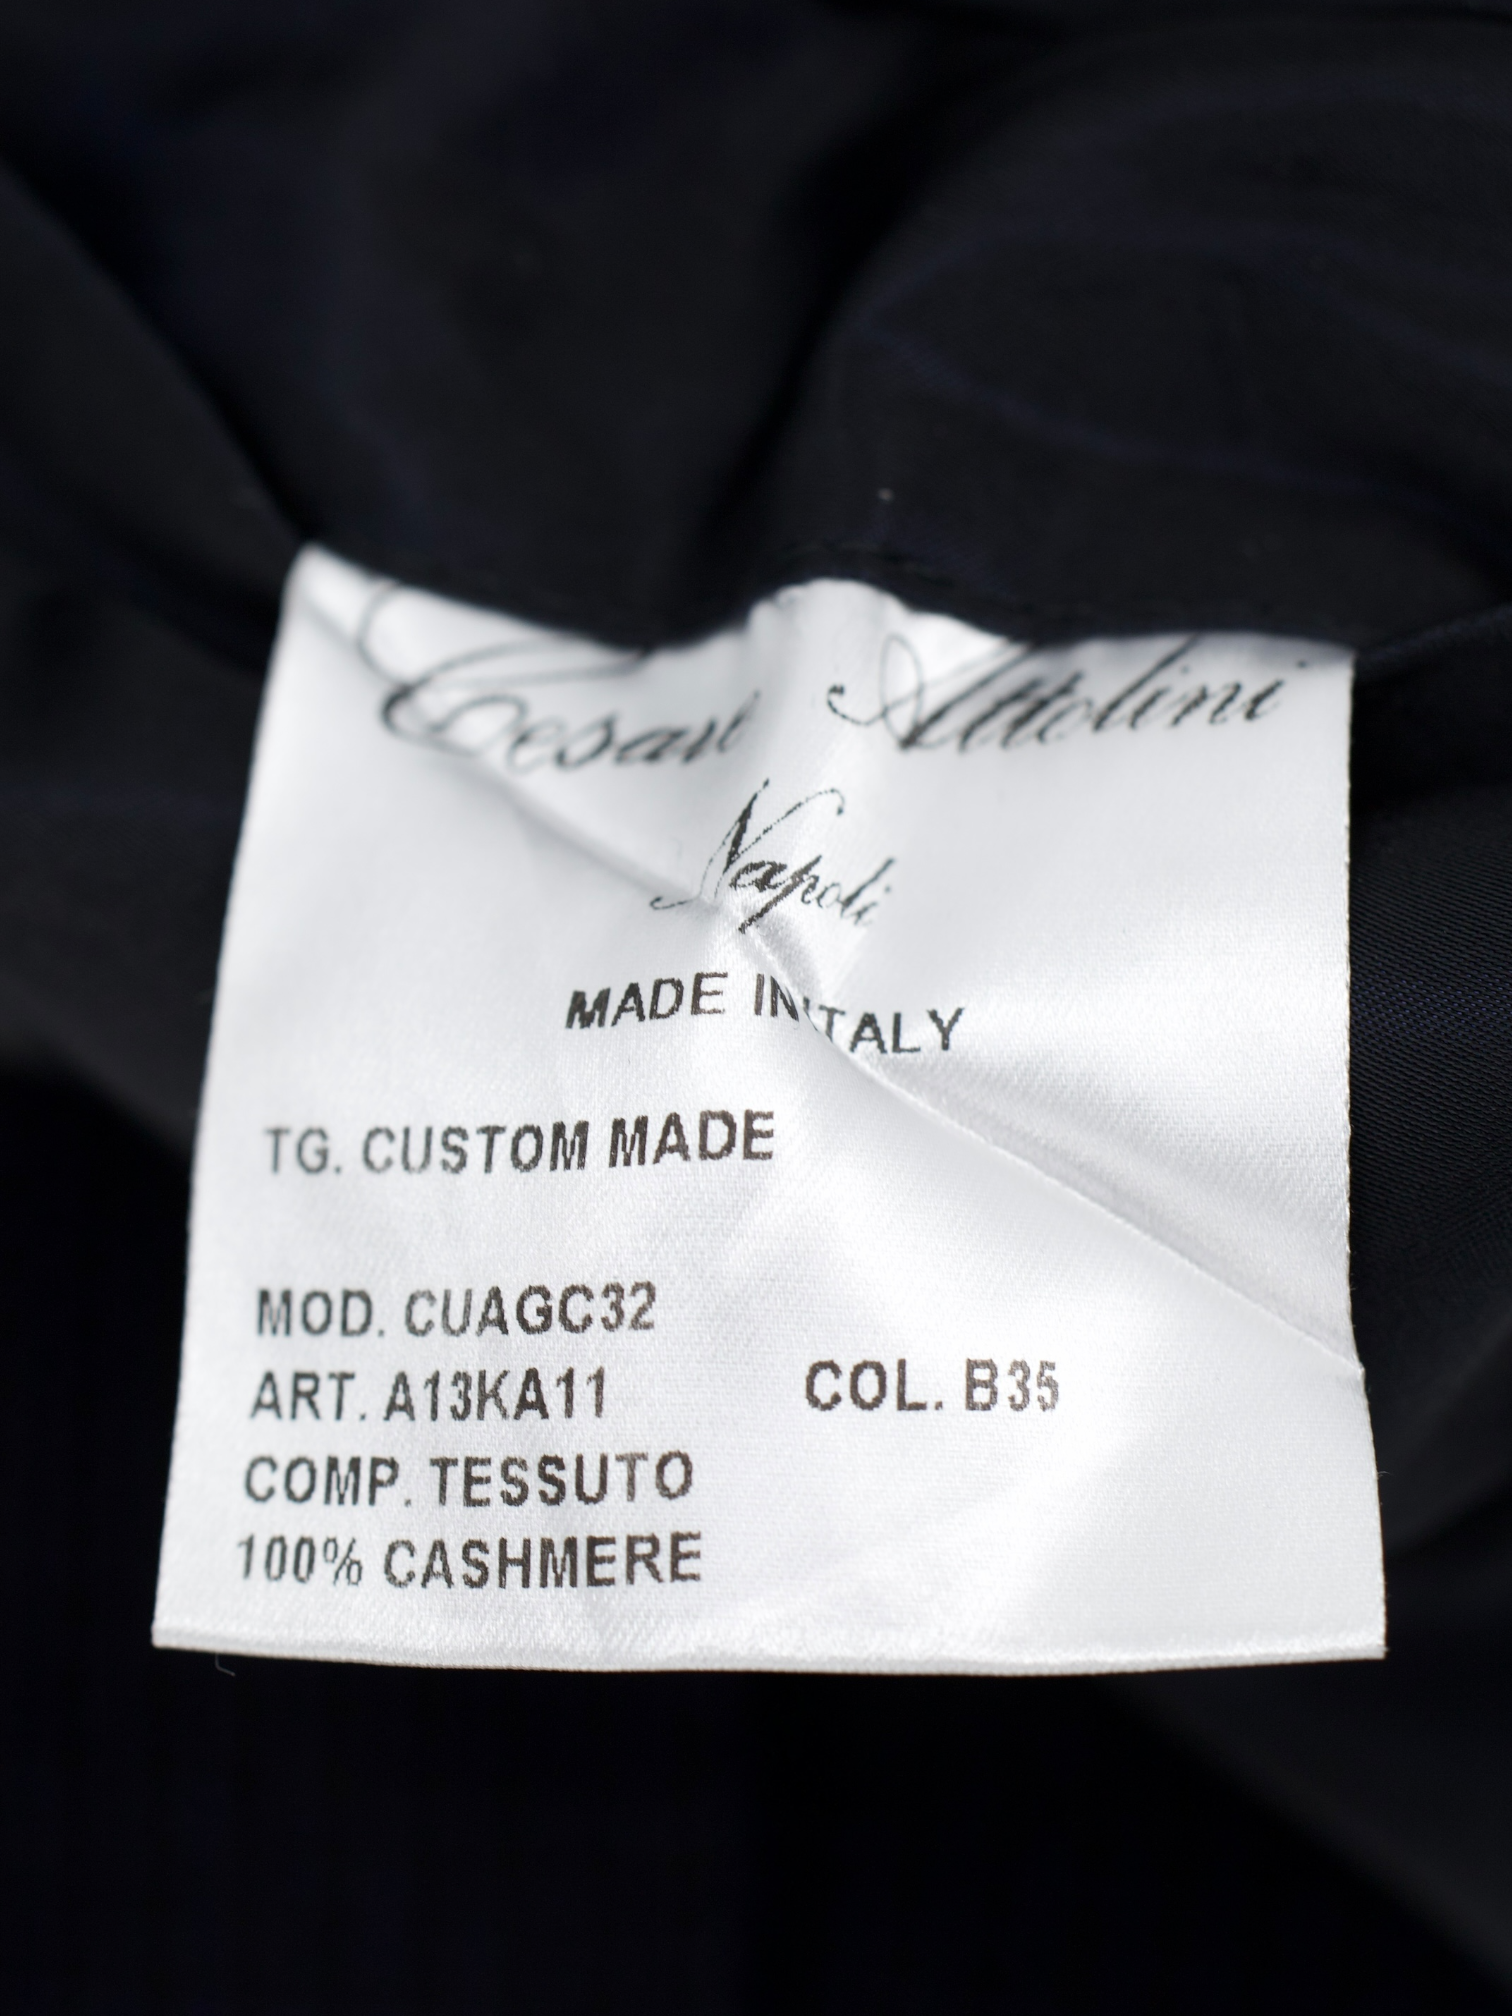 Cesare Attolini
Napoli
MADE IN ITALY
TG. CUSTOM MADE
MOD. CUAGC32
ART. A13KA11 COL. B35
COMP. TESSUTO
100% CASHMERE